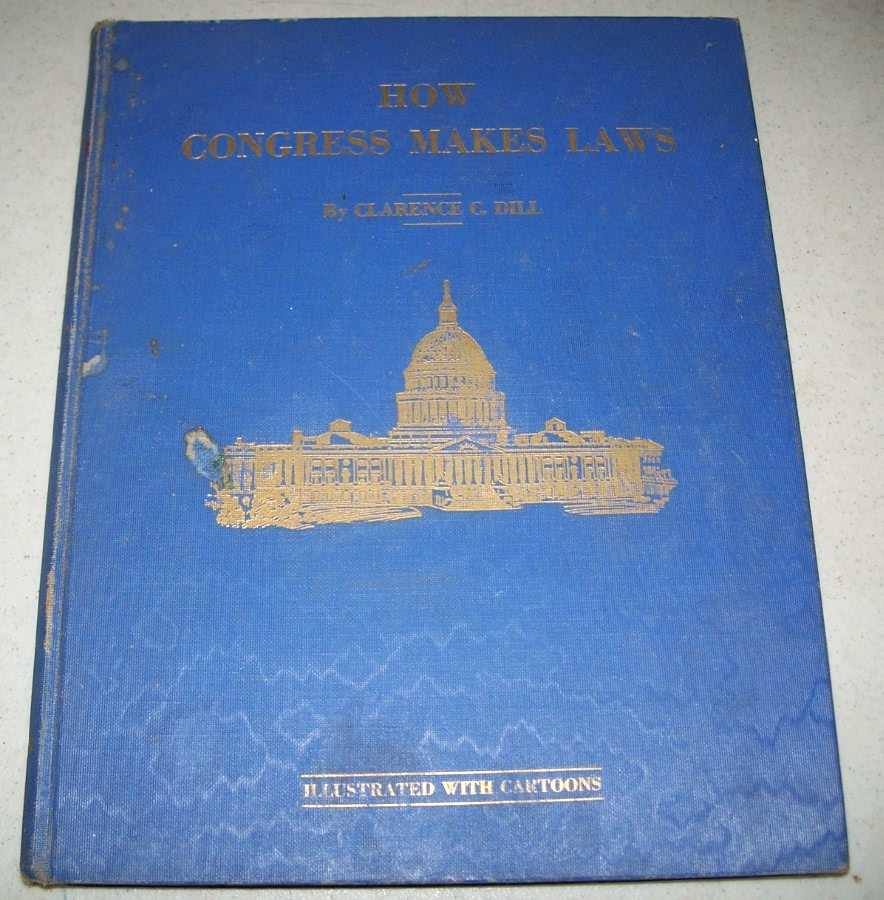 HOW
CONGRESS MAKES LAWS
By CLARENCE C. DILL
ILLUSTRATED WITH CARTOONS